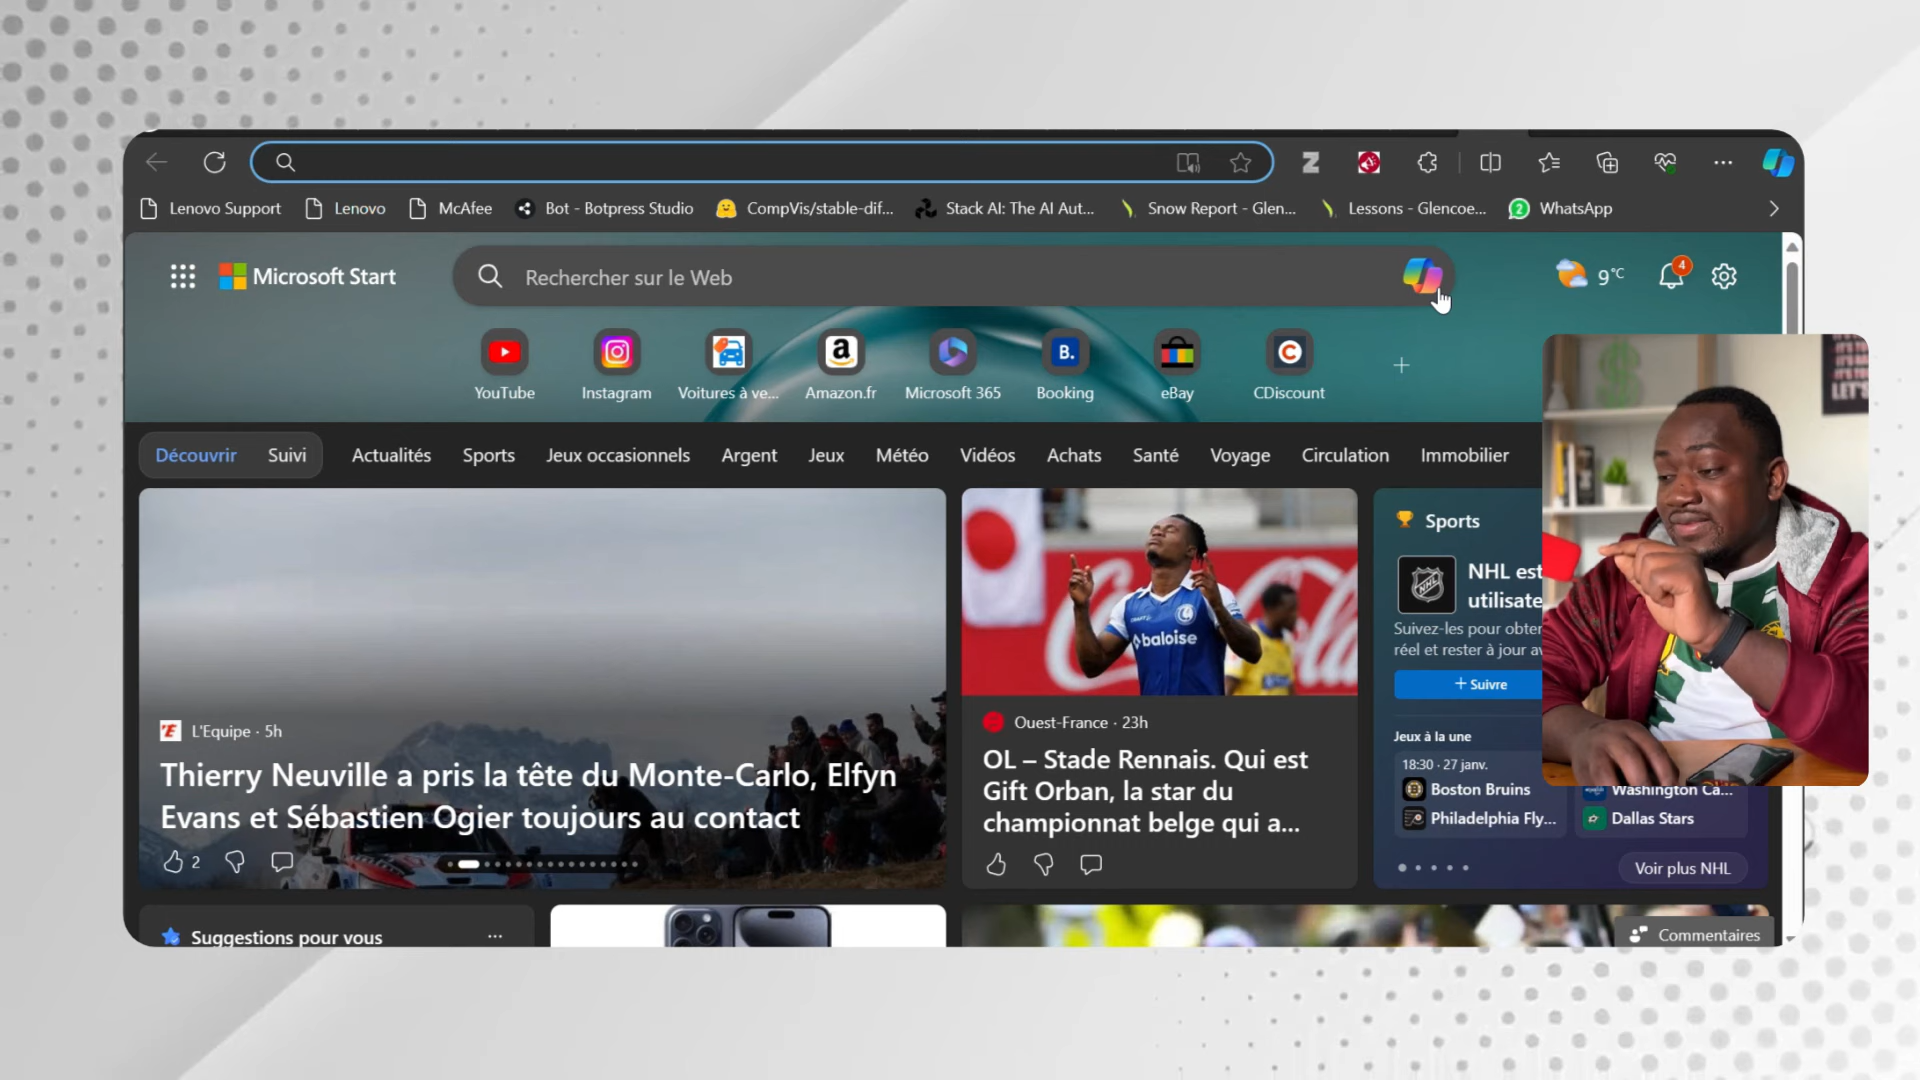 Lenovo Support
Lenovo
McAfee
Bot - Botpress Studio
CompVis/stable-dif...
Stack AI: The AI Aut...
Snow Report - Glen...
Lessons - Glencoe...
2
WhatsApp
Microsoft Start
Rechercher sur le Web
9°C
4
YouTube
Instagram
Voitures à ve...
Amazon.fr
Microsoft 365
Booking
eBay
CDiscount
Découvrir
Suivi
Actualités
Sports
Jeux occasionnels
Argent
Jeux
Météo
Vidéos
Achats
Santé
Voyage
Circulation
Immobilier
L'Equipe · 5h
Thierry Neuville a pris la tête du Monte-Carlo, Elfyn
Evans et Sébastien Ogier toujours au contact
2
baloise
Ouest-France · 23h
OL – Stade Rennais. Qui est
Gift Orban, la star du
championnat belge qui a...
Sports
NHL est
utilisate
Suivez-les pour obter
réel et rester à jour
+ Suivre
Jeux à la une
18:30 · 27 janv.
Boston Bruins
Philadelphia Fly...
Washington Ca...
Dallas Stars
Voir plus NHL
Suggestions pour vous
Commentaires